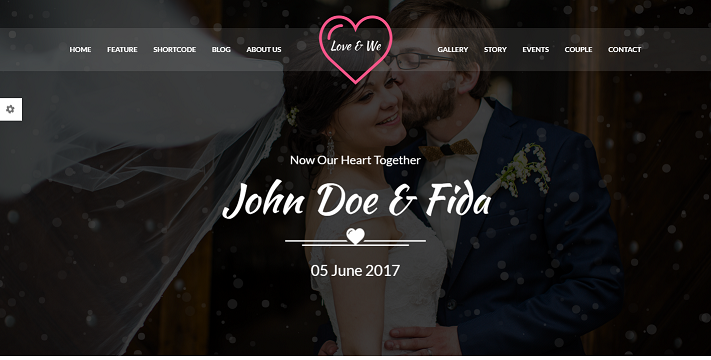 HOME FEATURE SHORTCODE BLOG ABOUT US
Love & We
GALLERY STORY EVENTS COUPLE CONTACT
Now Our Heart Together
John Doe & Fida
05 June 2017